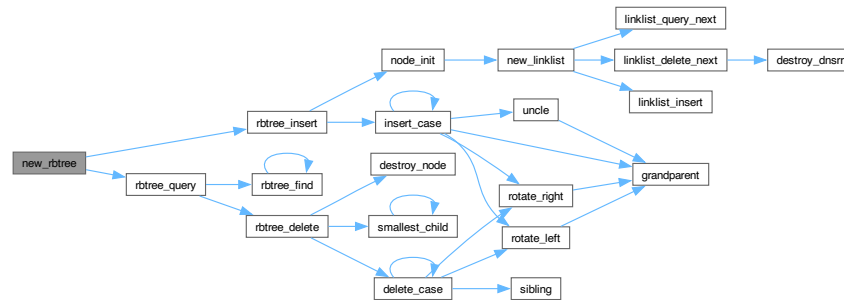 linklist_query_next
node_init
new_linklist
linklist_delete_next
destroy_dnsrr
linklist_insert
uncle
rbtree_insert
insert_case
new_rbtree
destroy_node
grandparent
rbtree_query
rbtree_find
rotate_right
rbtree_delete
smallest_child
rotate_left
delete_case
sibling